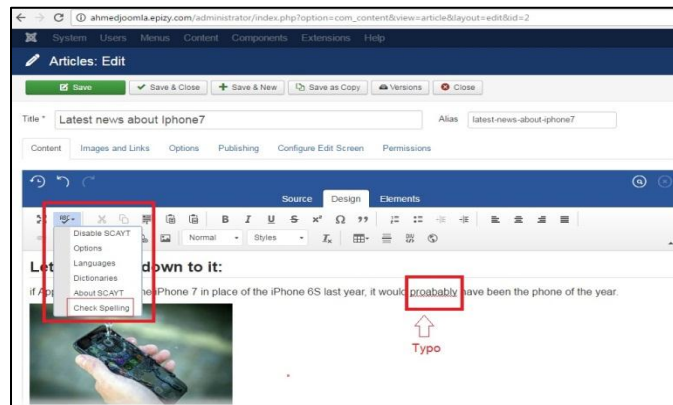 ahmedjoomla.epizy.com/administrator/index.php?option=com_content&view=article&layout=edit&id=2
System Users Menus Content Components Extensions Help
Articles: Edit
Save Save & Close Save & New Save as Copy Versions Close
Title * Latest news about Iphone7 Alias latest-news-about-iphone7
Content Images and Links Options Publishing Configure Edit Screen Permissions
Source Design Elements
ABC B I U S x² Ω
Disable SCAYT Normal Styles Tx
Options
Languages
Dictionaries
About SCAYT
Check Spelling
Let down to it:
if App iPhone 7 in place of the iPhone 6S last year, it would proabably have been the phone of the year.
Typo